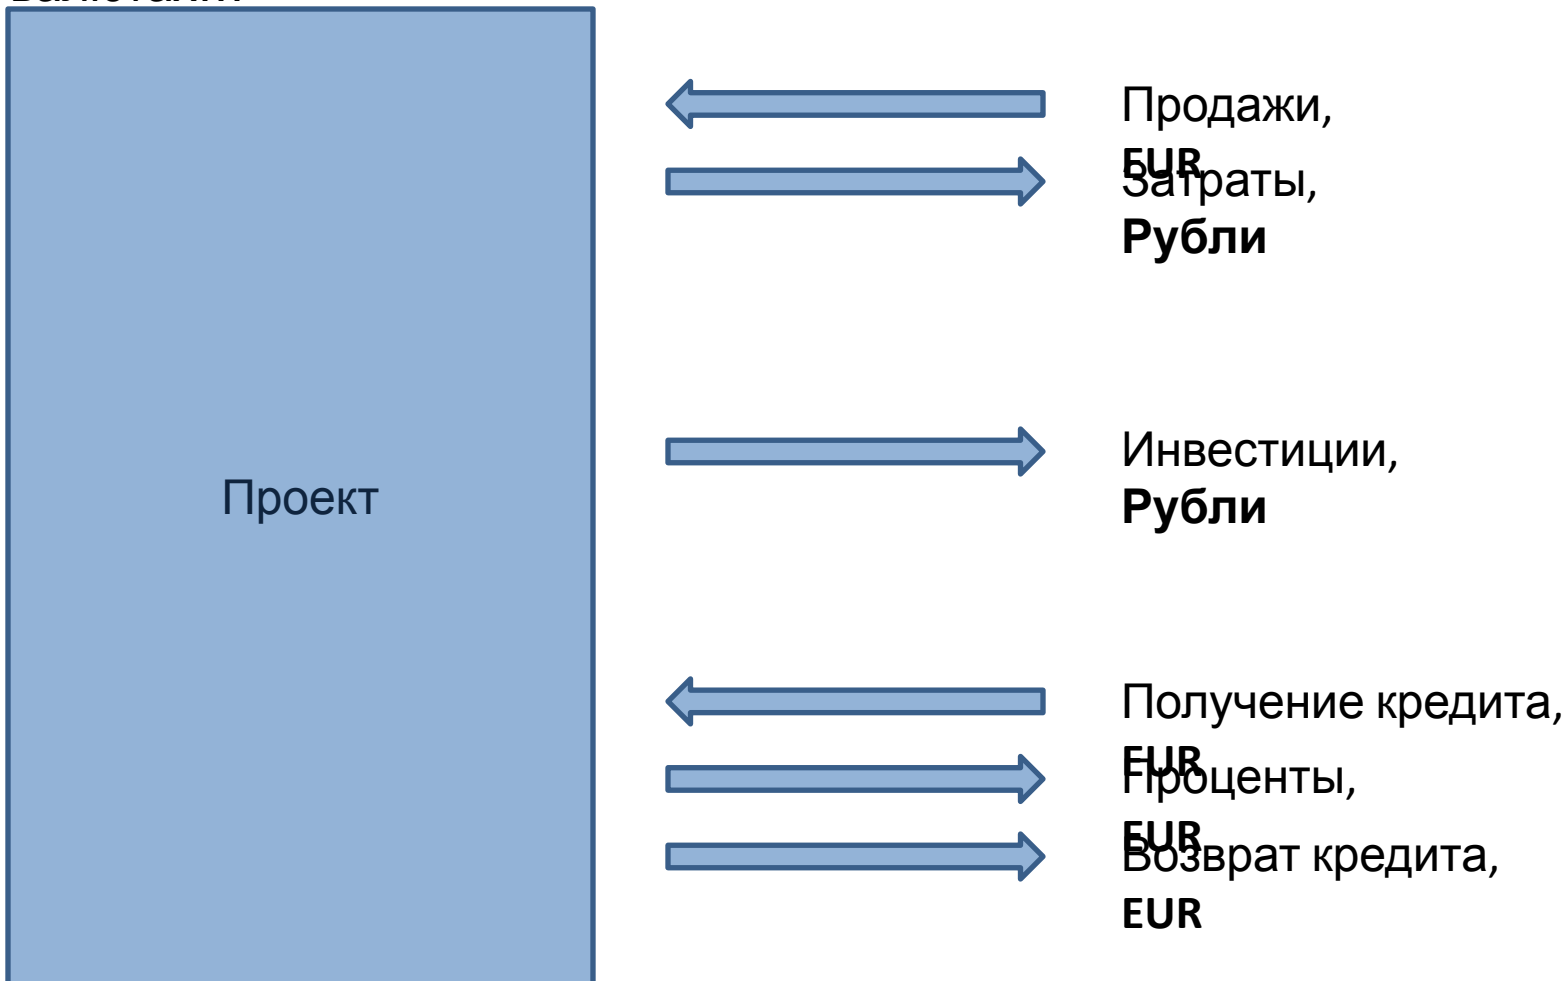 Продажи,
EUR
Затраты,
Рубли
Инвестиции,
Рубли
Проект
Получение кредита,
EUR
Проценты,
EUR
Возврат кредита,
EUR